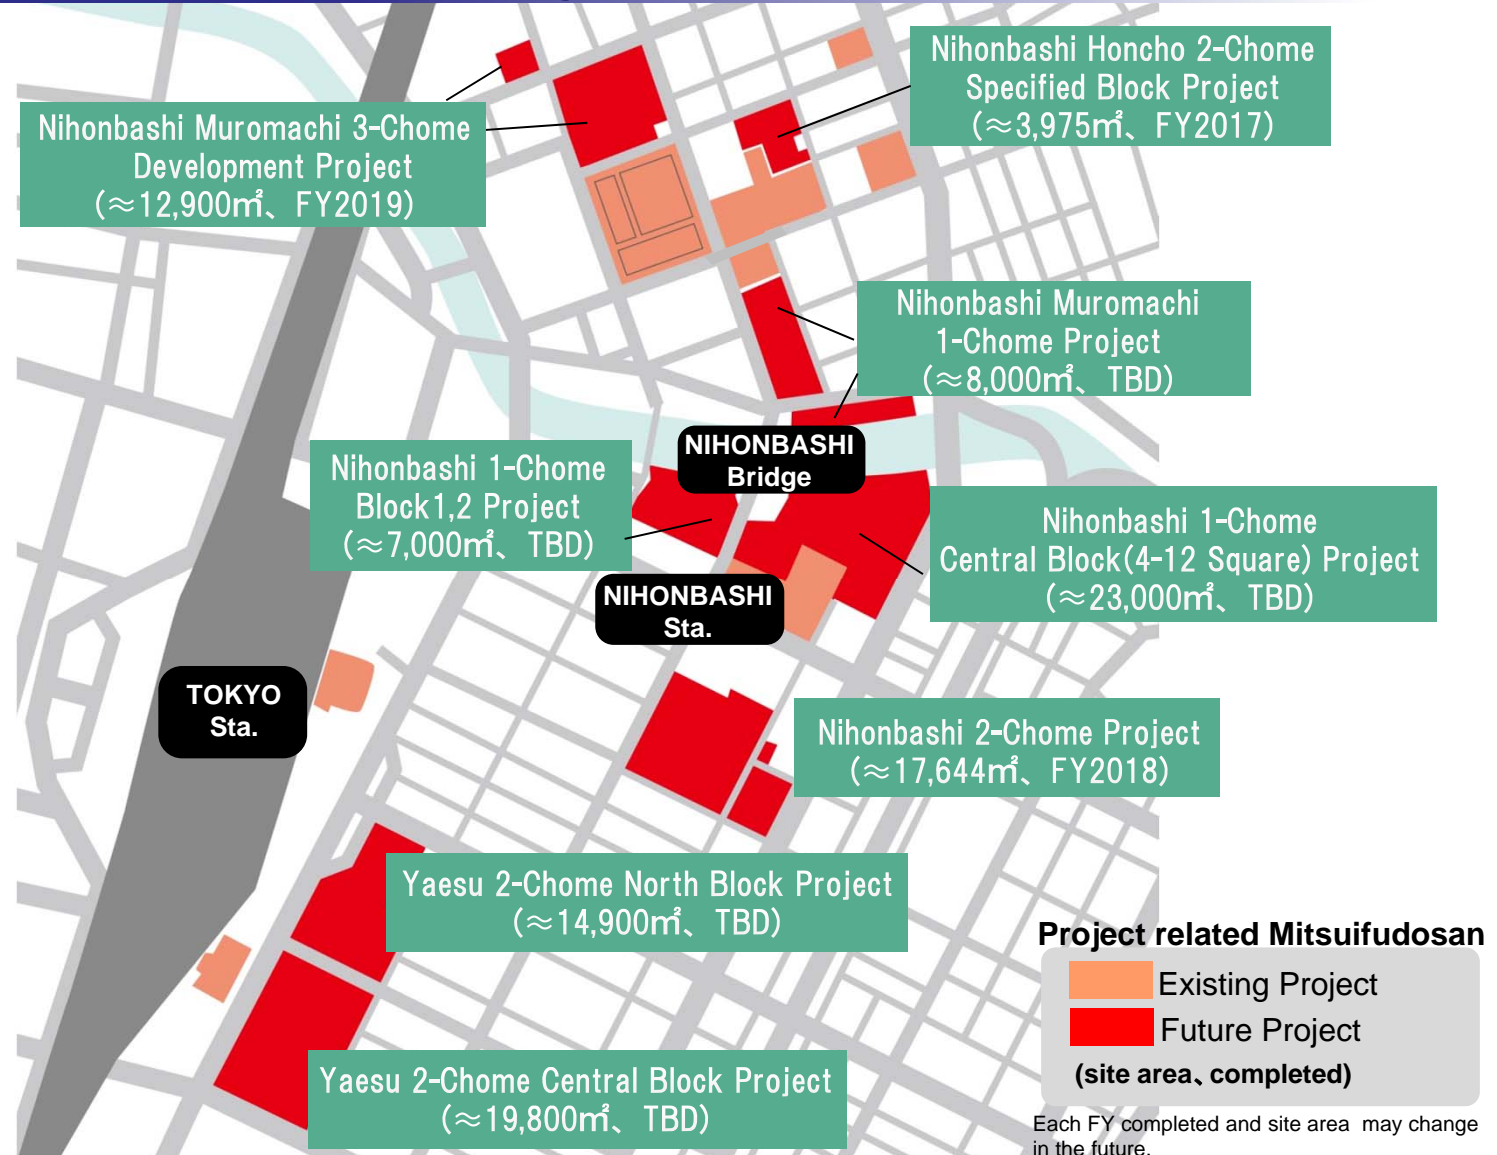 Nihonbashi Honcho 2-Chome
Specified Block Project
(≈3,975㎡、FY2017)
Nihonbashi Muromachi 3-Chome
Development Project
(≈12,900㎡、FY2019)
Nihonbashi Muromachi
1-Chome Project
(≈8,000㎡、TBD)
NIHONBASHI
Bridge
Nihonbashi 1-Chome
Block1,2 Project
(≈7,000㎡、TBD)
Nihonbashi 1-Chome
Central Block(4-12 Square) Project
(≈23,000㎡、TBD)
NIHONBASHI
Sta.
TOKYO
Sta.
Nihonbashi 2-Chome Project
(≈17,644㎡、FY2018)
Yaesu 2-Chome North Block Project
(≈14,900㎡、TBD)
Yaesu 2-Chome Central Block Project
(≈19,800㎡、TBD)
Project related Mitsuifudosan
Existing Project
Future Project
(site area、completed)
Each FY completed and site area may change
in the future.